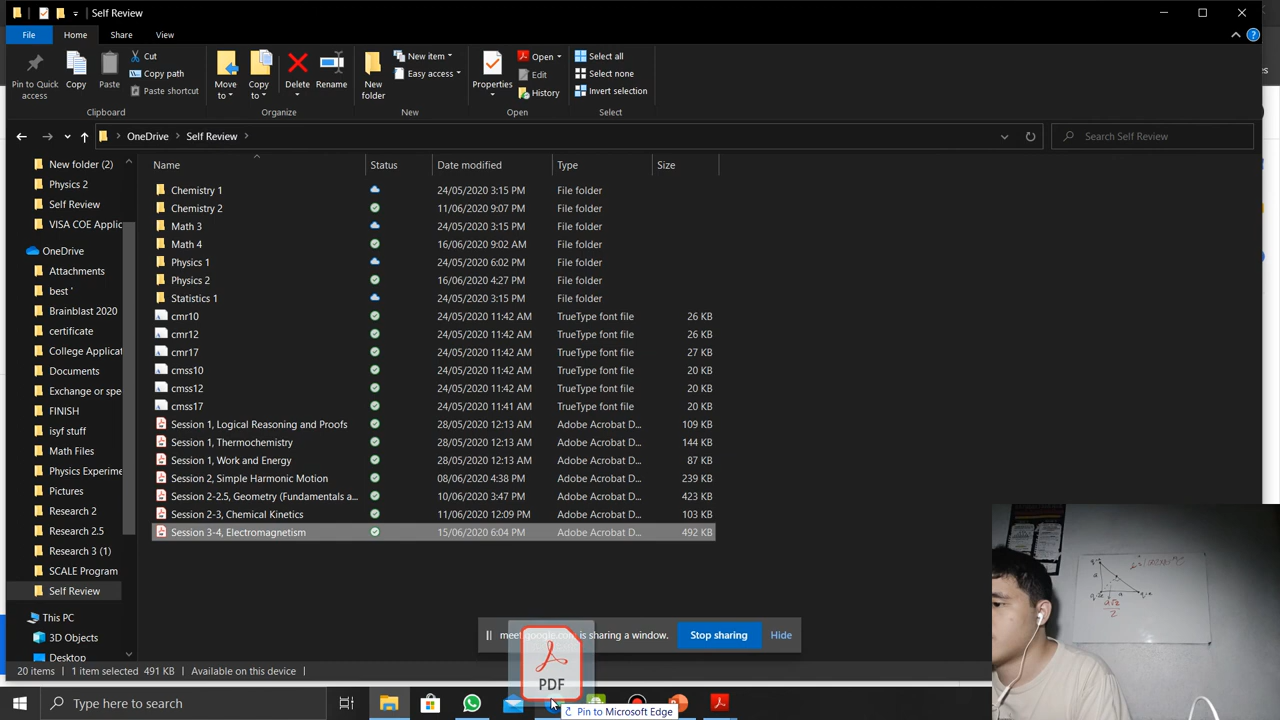 Self Review
File Home Share View
Pin to Quick access
Copy
Paste
Cut
Copy path
Paste shortcut
Move to
Copy to
Delete
Rename
New folder
New item
Easy access
Properties
Open
Edit
History
Select all
Select none
Invert selection
Clipboard Organize New Open Select
OneDrive Self Review
Search Self Review
New folder (2)
Physics 2
Self Review
VISA COE Applic
OneDrive
Attachments
best '
Brainblast 2020
certificate
College Applicat
Documents
Exchange or spe
FINISH
isyf stuff
Math Files
Physics Experime
Pictures
Research 2
Research 2.5
Research 3 (1)
SCALE Program
Self Review
This PC
3D Objects
Desktop
Name Status Date modified Type Size
Chemistry 1 24/05/2020 3:15 PM File folder
Chemistry 2 11/06/2020 9:07 PM File folder
Math 3 24/05/2020 3:15 PM File folder
Math 4 16/06/2020 9:02 AM File folder
Physics 1 24/05/2020 6:02 PM File folder
Physics 2 16/06/2020 4:27 PM File folder
Statistics 1 24/05/2020 3:15 PM File folder
cmr10 24/05/2020 11:42 AM TrueType font file 26 KB
cmr12 24/05/2020 11:42 AM TrueType font file 26 KB
cmr17 24/05/2020 11:42 AM TrueType font file 27 KB
cmss10 24/05/2020 11:42 AM TrueType font file 20 KB
cmss12 24/05/2020 11:42 AM TrueType font file 20 KB
cmss17 24/05/2020 11:41 AM TrueType font file 20 KB
Session 1, Logical Reasoning and Proofs 28/05/2020 12:13 AM Adobe Acrobat D... 109 KB
Session 1, Thermochemistry 28/05/2020 12:13 AM Adobe Acrobat D... 144 KB
Session 1, Work and Energy 28/05/2020 12:13 AM Adobe Acrobat D... 87 KB
Session 2, Simple Harmonic Motion 08/06/2020 4:38 PM Adobe Acrobat D... 239 KB
Session 2-2.5, Geometry (Fundamentals a... 10/06/2020 3:47 PM Adobe Acrobat D... 423 KB
Session 2-3, Chemical Kinetics 11/06/2020 12:09 PM Adobe Acrobat D... 103 KB
Session 3-4, Electromagnetism 15/06/2020 6:04 PM Adobe Acrobat D... 492 KB
is sharing a window. Stop sharing Hide
PDF
20 items 1 item selected 491 KB Available on this device
Type here to search
Pin to Microsoft Edge